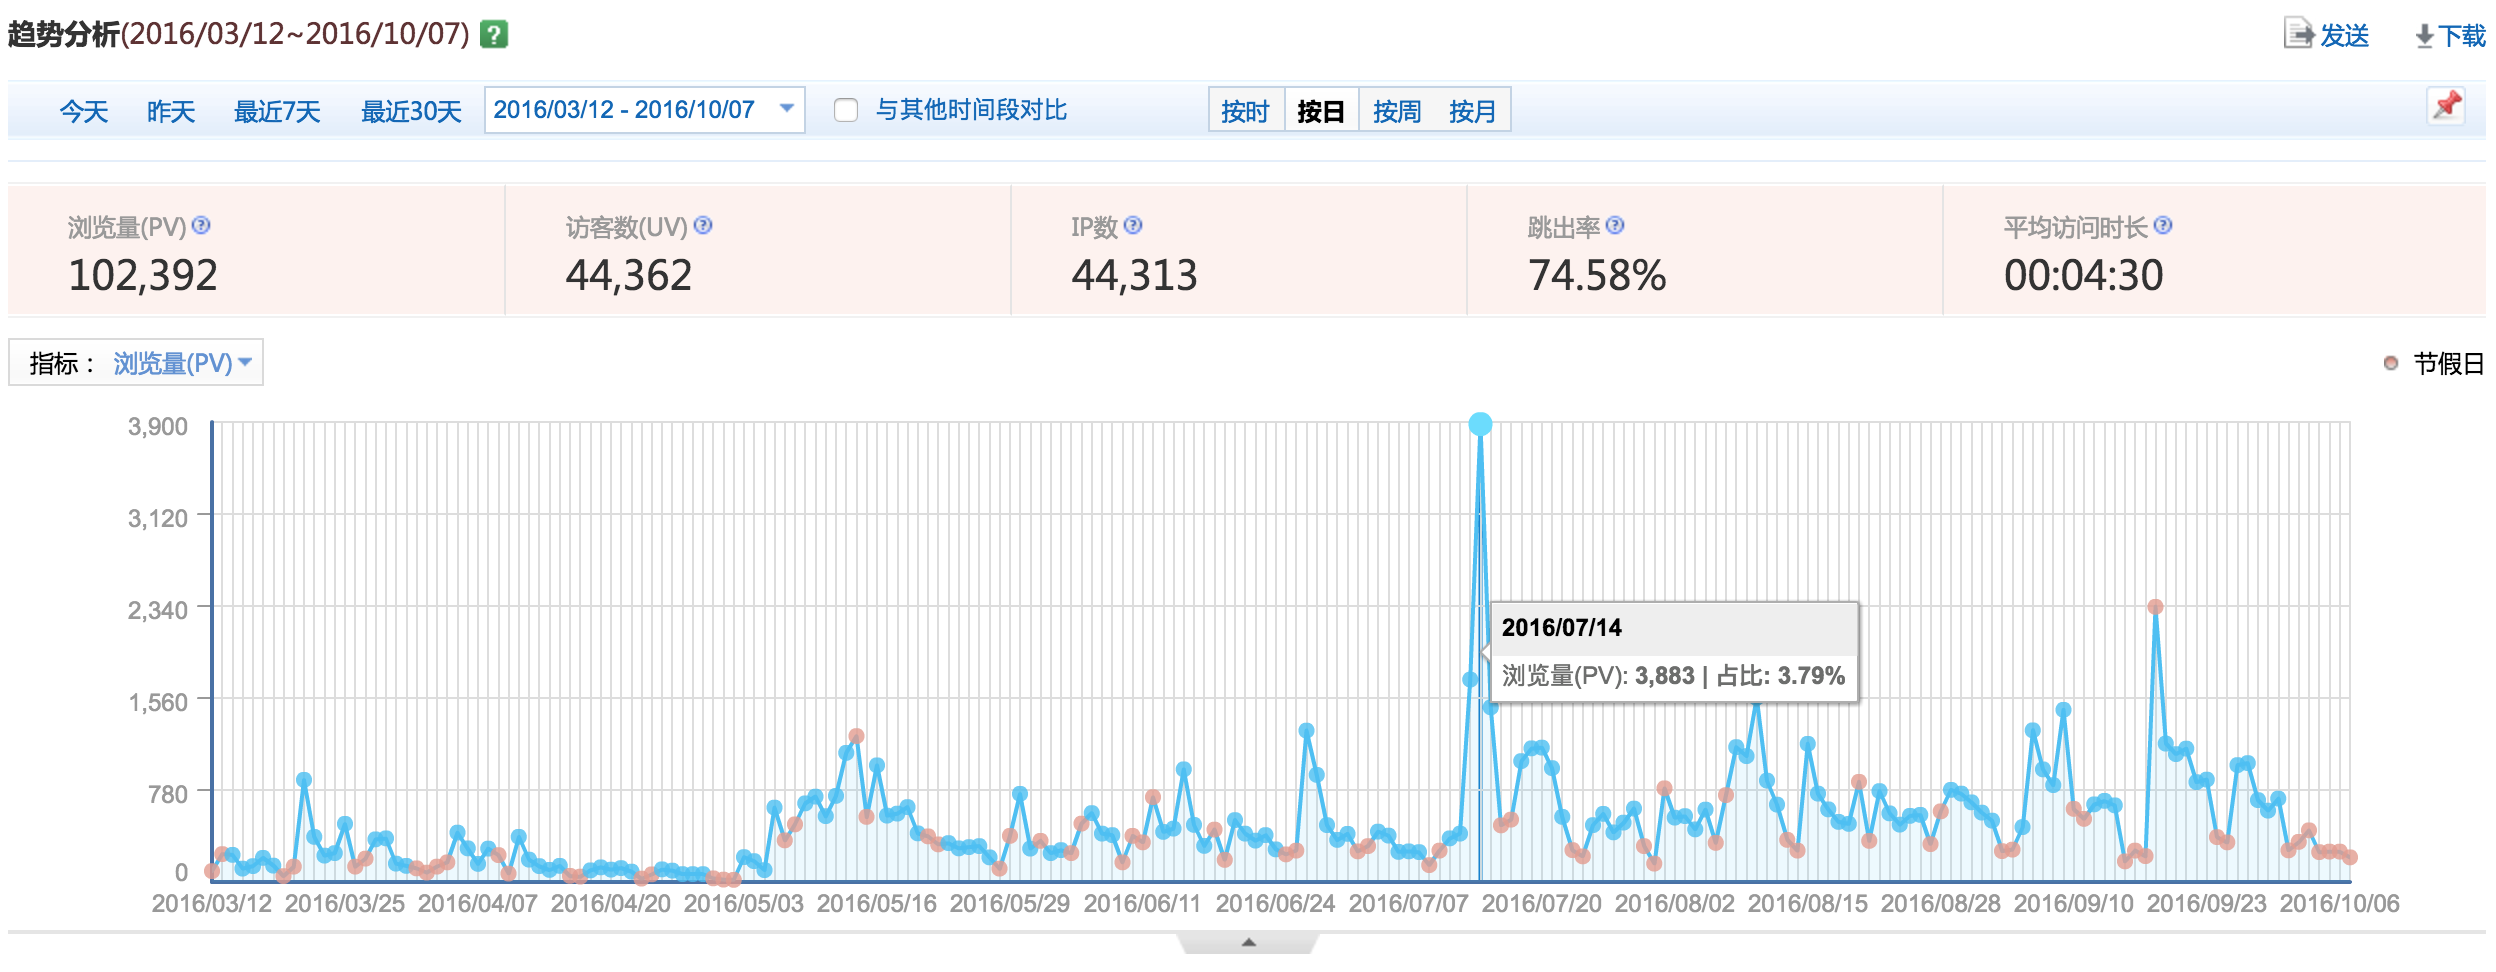 趋势分析(2016/03/12~2016/10/07) ?
发送 下载
今天 昨天 最近7天 最近30天 2016/03/12 - 2016/10/07 与其他时间段对比 按时 按日 按周 按月
浏览量(PV) ? 访客数(UV) ? IP数 ? 跳出率 ? 平均访问时长 ?
102,392 44,362 44,313 74.58% 00:04:30
指标： 浏览量(PV) 节假日
3,900
3,120
2,340
2016/07/14
浏览量(PV): 3,883 | 占比: 3.79%
1,560
780
0
2016/03/12 2016/03/25 2016/04/07 2016/04/20 2016/05/03 2016/05/16 2016/05/29 2016/06/11 2016/06/24 2016/07/07 2016/07/20 2016/08/02 2016/08/15 2016/08/28 2016/09/10 2016/09/23 2016/10/06